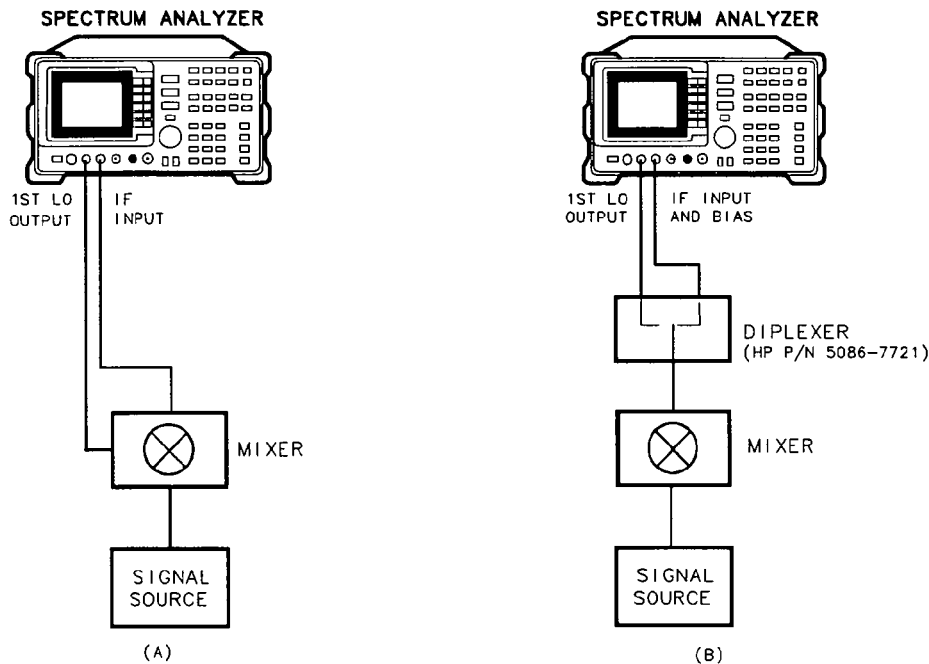 SPECTRUM ANALYZER
1ST LO
OUTPUT
IF
INPUT
MIXER
SIGNAL
SOURCE
(A)
SPECTRUM ANALYZER
1ST LO
OUTPUT
IF INPUT
AND BIAS
DIPLEXER
(HP P/N 5086-7721)
MIXER
SIGNAL
SOURCE
(B)